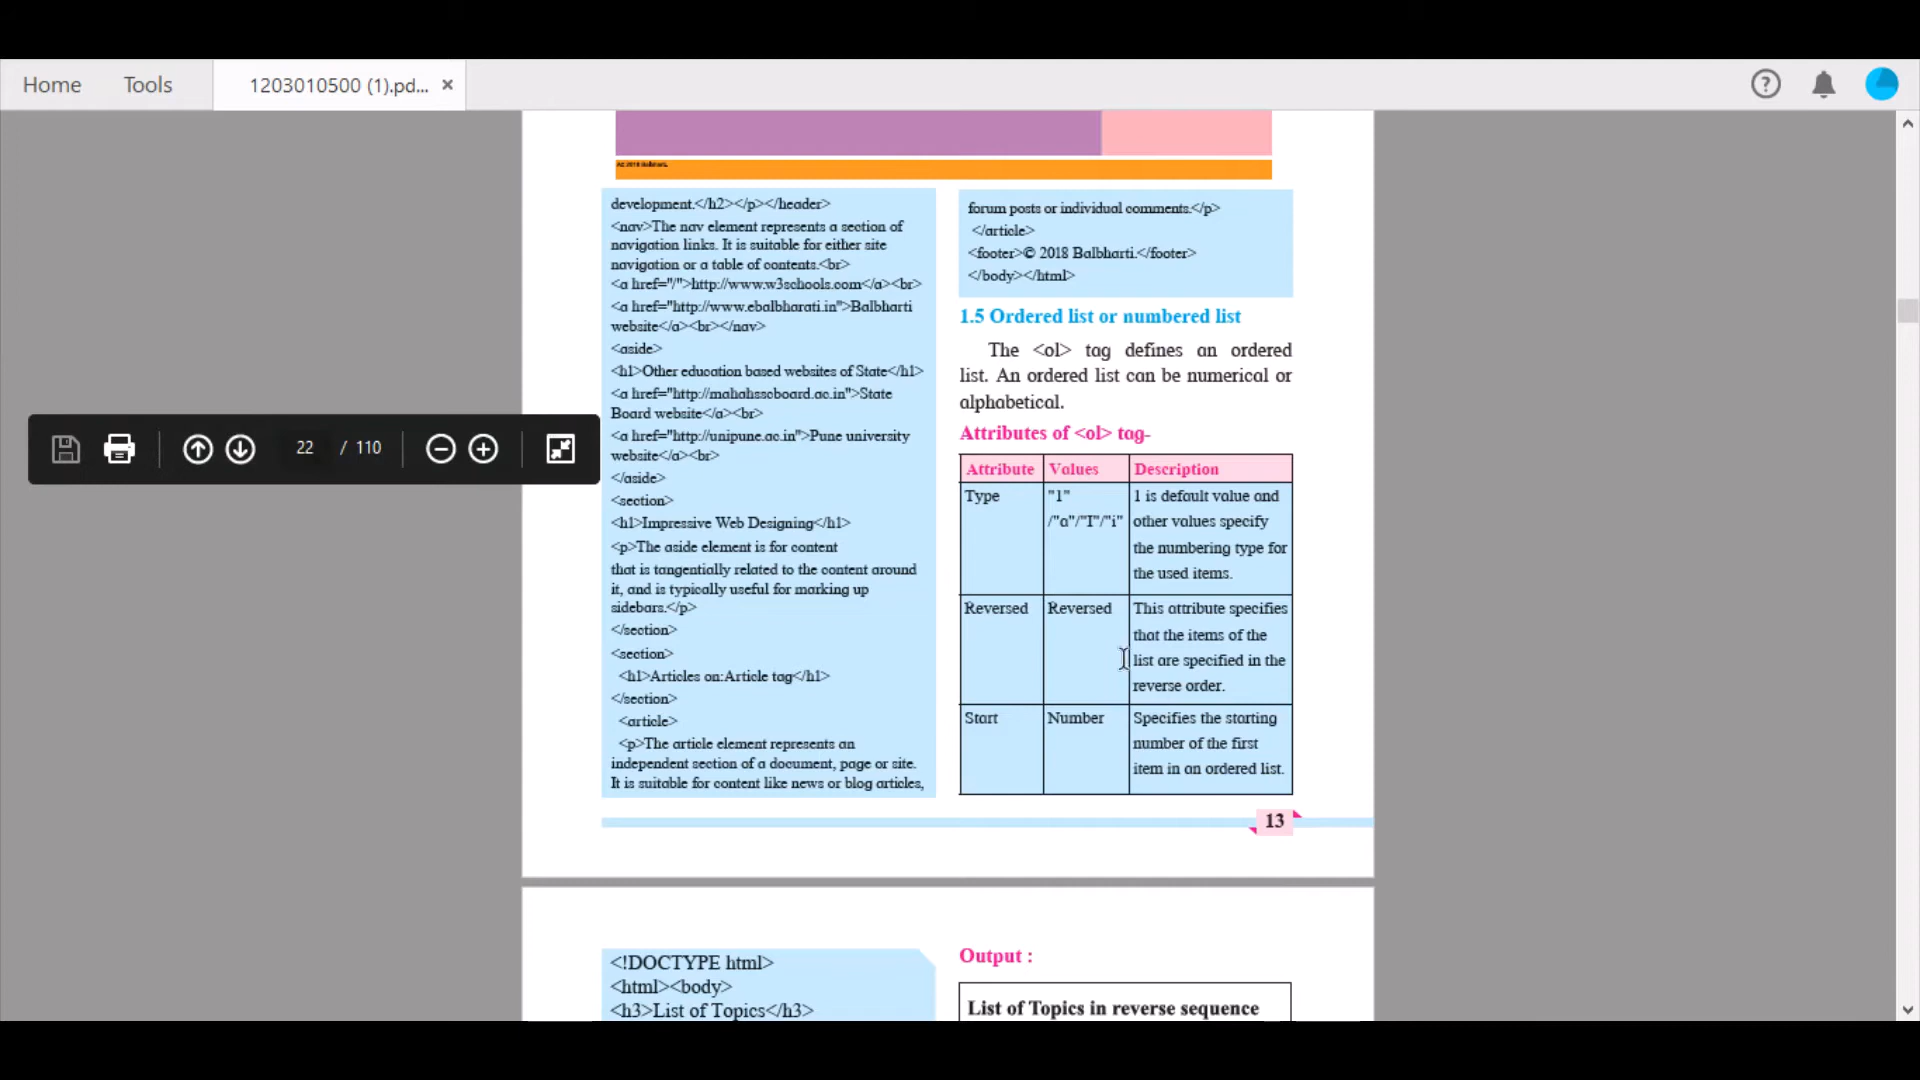 Home
Tools
1203010500 (1).pd...
22 / 110
development.</h2></p></header>
<nav>The nav element represents a section of
navigation links. It is suitable for either site
navigation or a table of contents.<br>
<a href="/">http://www.w3schools.com</a><br>
<a href="http://www.ebalbharati.in">Balbharti
website</a><br></nav>
<aside>
<h1>Other education based websites of State</h1>
<a href="http://mahahsscboard.ac.in">State
Board website</a><br>
<a href="http://unipune.ac.in">Pune university
website</a><br>
</aside>
<section>
<h1>Impressive Web Designing</h1>
<p>The aside element is for content
that is tangentially related to the content around
it, and is typically useful for marking up
sidebars.</p>
</section>
<section>
<h1>Articles on:Article tag</h1>
</section>
<article>
<p>The article element represents an
independent section of a document, page or site.
It is suitable for content like news or blog articles,
forum posts or individual comments.</p>
</article>
<footer>© 2018 Balbharti.</footer>
</body></html>
1.5 Ordered list or numbered list
The <ol> tag defines an ordered
list. An ordered list can be numerical or
alphabetical.
Attributes of <ol> tag-
Attribute Values Description
Type "1" 1 is default value and
/"a"/"I"/"i" other values specify
the numbering type for
the used items.
Reversed Reversed This attribute specifies
that the items of the
list are specified in the
reverse order.
Start Number Specifies the starting
number of the first
item in an ordered list.
13
<!DOCTYPE html>
<html><body>
<h3>List of Topics</h3>
Output :
List of Topics in reverse sequence